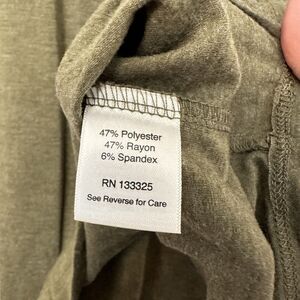 47% Polyester
47% Rayon
6% Spandex
RN 133325
See Reverse for Care